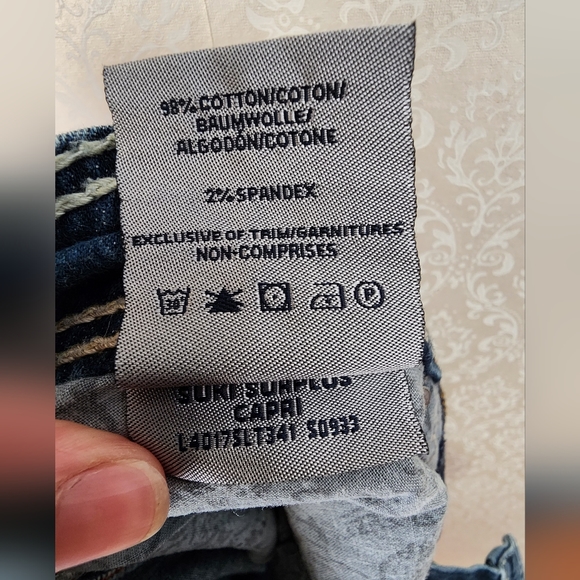 98% COTTON/COTON/
BAUMWOLLE/
ALGODÓN/COTONE
2% SPANDEX
EXCLUSIVE OF TRIM/GARNITURES
NON-COMPRISES
30
P
SUKI SURPLUS
CAPRI
L4017SLT341 S0933